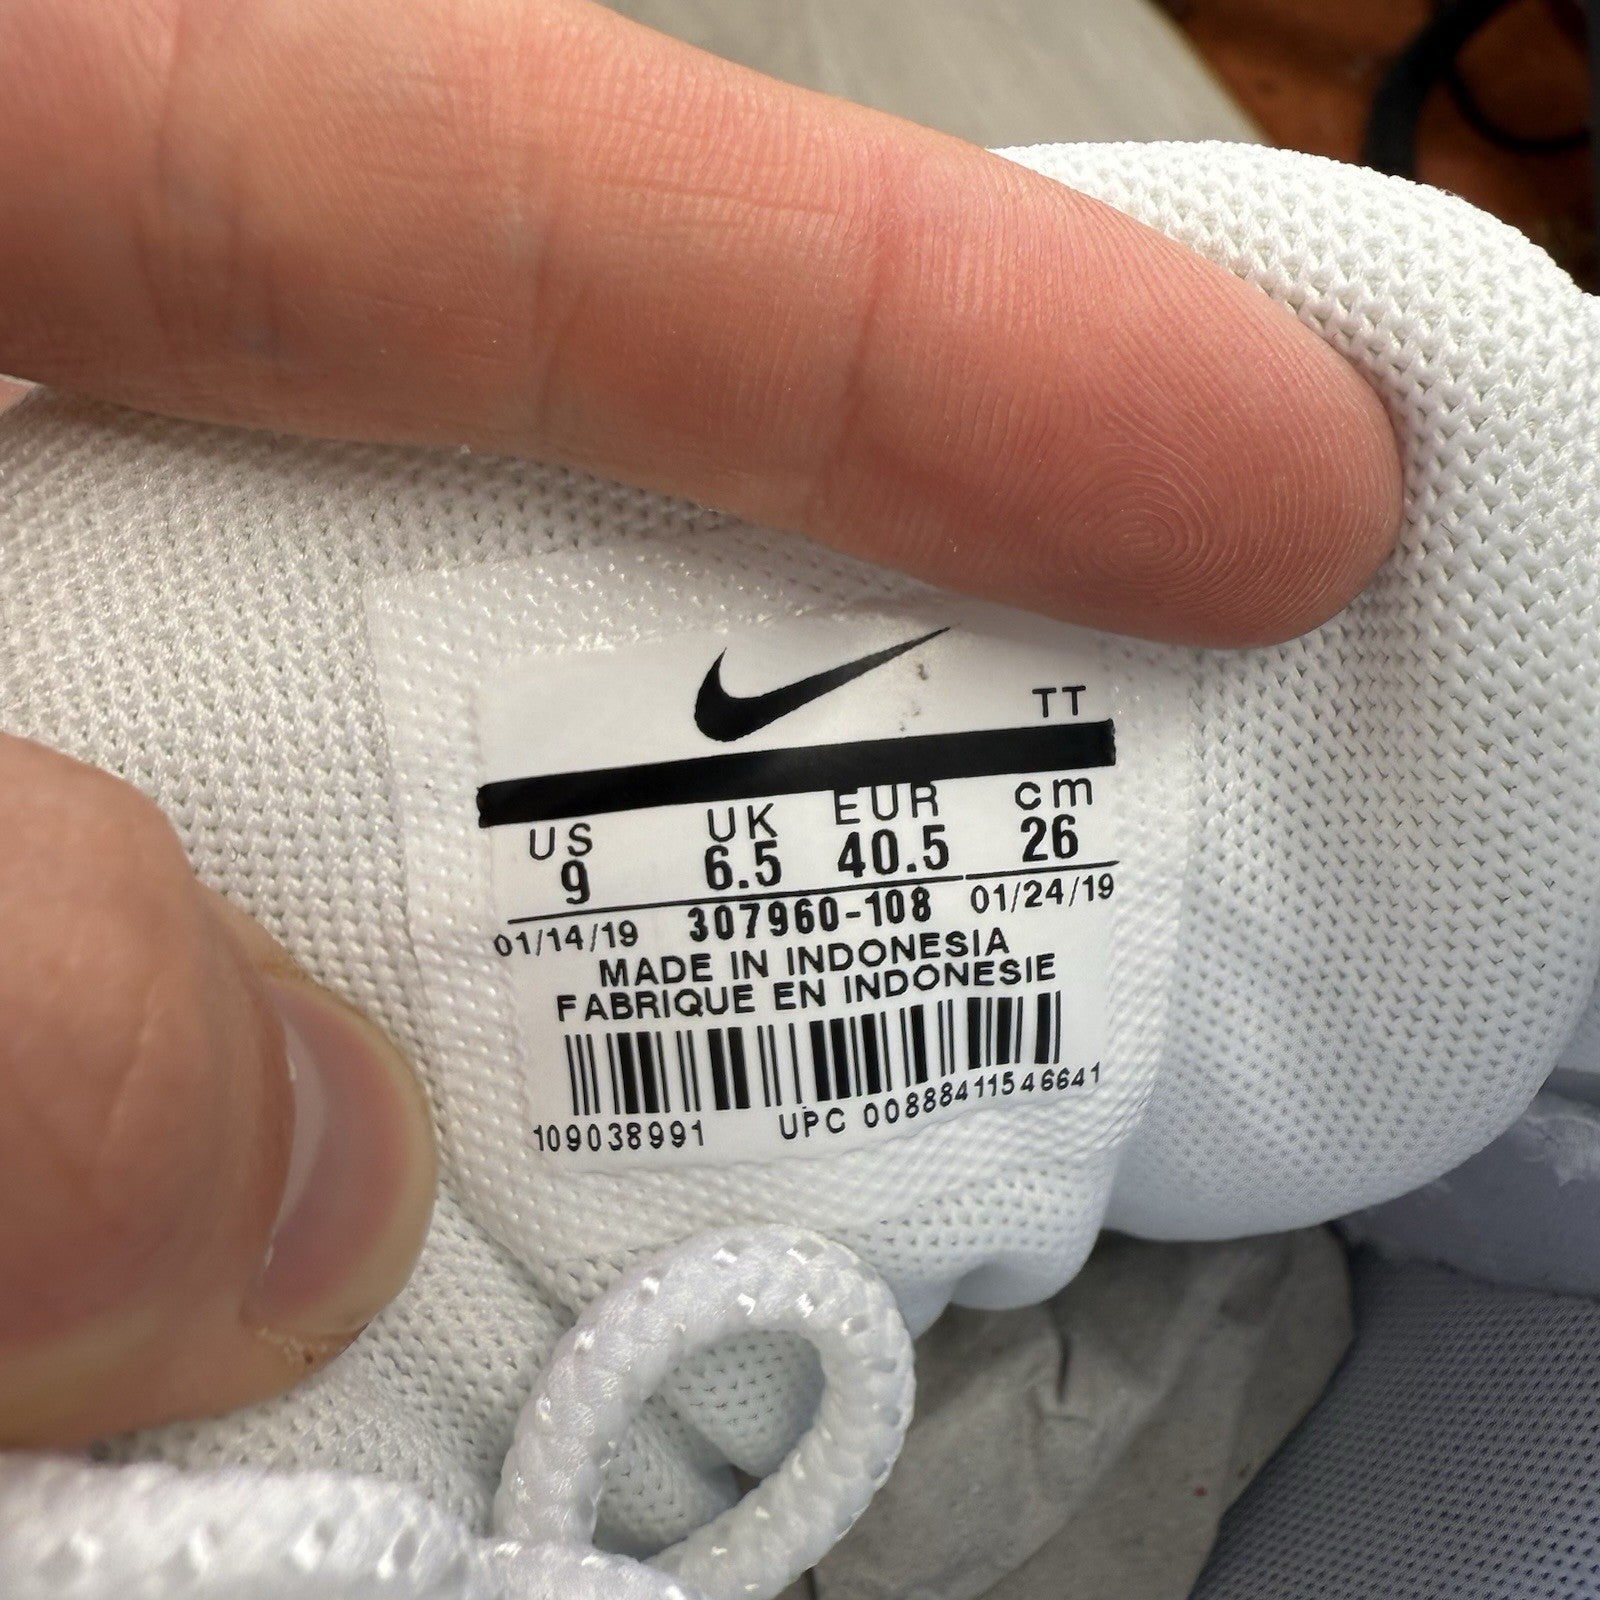 TT
US UK EUR cm
9 6.5 40.5 26
01/14/19 307960-108 01/24/19
MADE IN INDONESIA
FABRIQUE EN INDONESIE
109038991 UPC 00888411546641